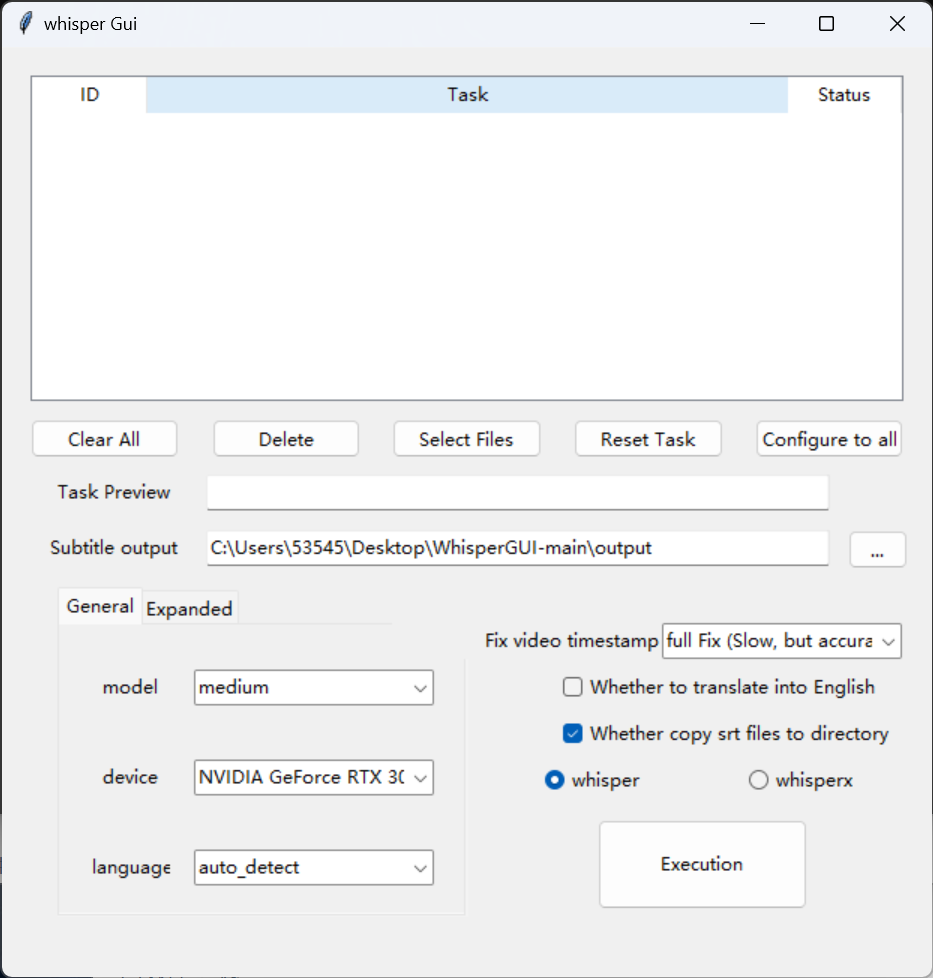 whisper Gui
ID Task Status
Clear All Delete Select Files Reset Task Configure to all
Task Preview
Subtitle output C:\Users\53545\Desktop\WhisperGUI-main\output ...
General Expanded
Fix video timestamp full Fix (Slow, but accura
model medium
Whether to translate into English
Whether copy srt files to directory
device NVIDIA GeForce RTX 30
whisper whisperx
language auto_detect
Execution